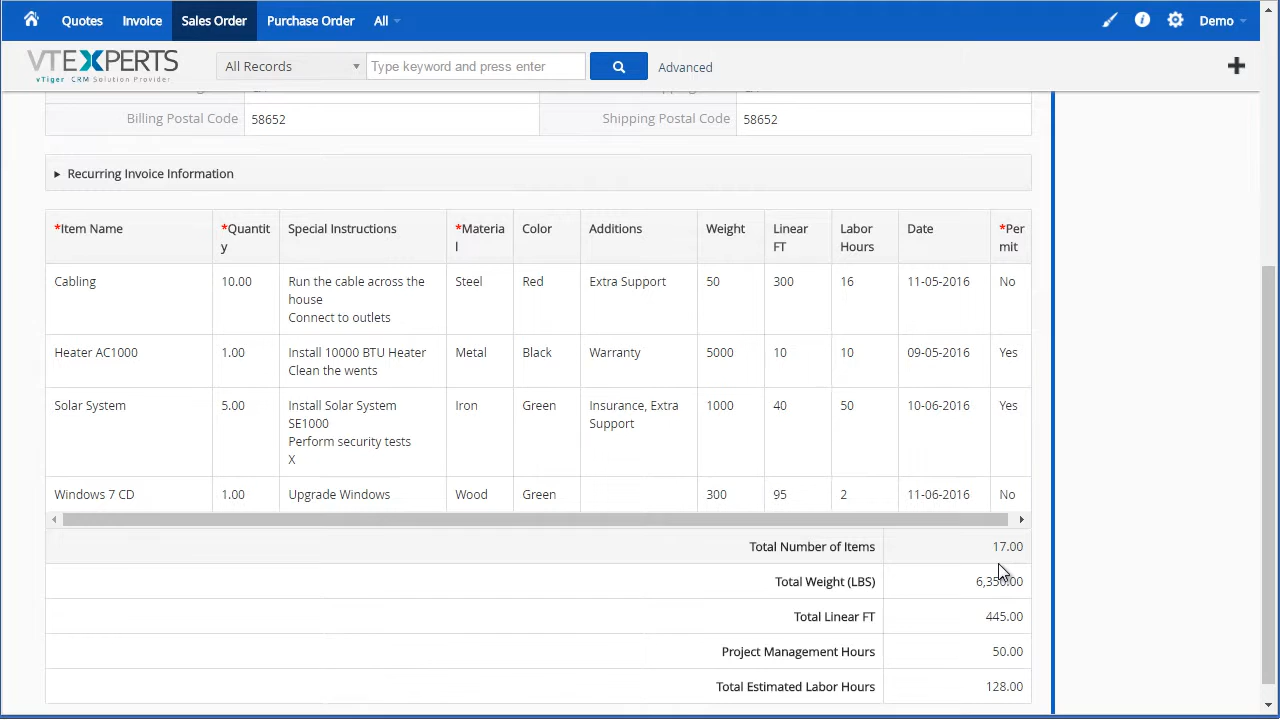 Quotes Invoice Sales Order Purchase Order All Demo
VTEXPERTS
vTiger CRM Solution Provider
All Records Type keyword and press enter Advanced
Billing Postal Code 58652 Shipping Postal Code 58652
Recurring Invoice Information
*Item Name *Quantit Special Instructions *Materia Color Additions Weight Linear Labor Date *Per
y l FT Hours mit
Cabling 10.00 Run the cable across the Steel Red Extra Support 50 300 16 11-05-2016 No
house
Connect to outlets
Heater AC1000 1.00 Install 10000 BTU Heater Metal Black Warranty 5000 10 10 09-05-2016 Yes
Clean the wents
Solar System 5.00 Install Solar System Iron Green Insurance, Extra 1000 40 50 10-06-2016 Yes
SE1000 Support
Perform security tests
X
Windows 7 CD 1.00 Upgrade Windows Wood Green 300 95 2 11-06-2016 No
Total Number of Items 17.00
Total Weight (LBS) 6,350.00
Total Linear FT 445.00
Project Management Hours 50.00
Total Estimated Labor Hours 128.00